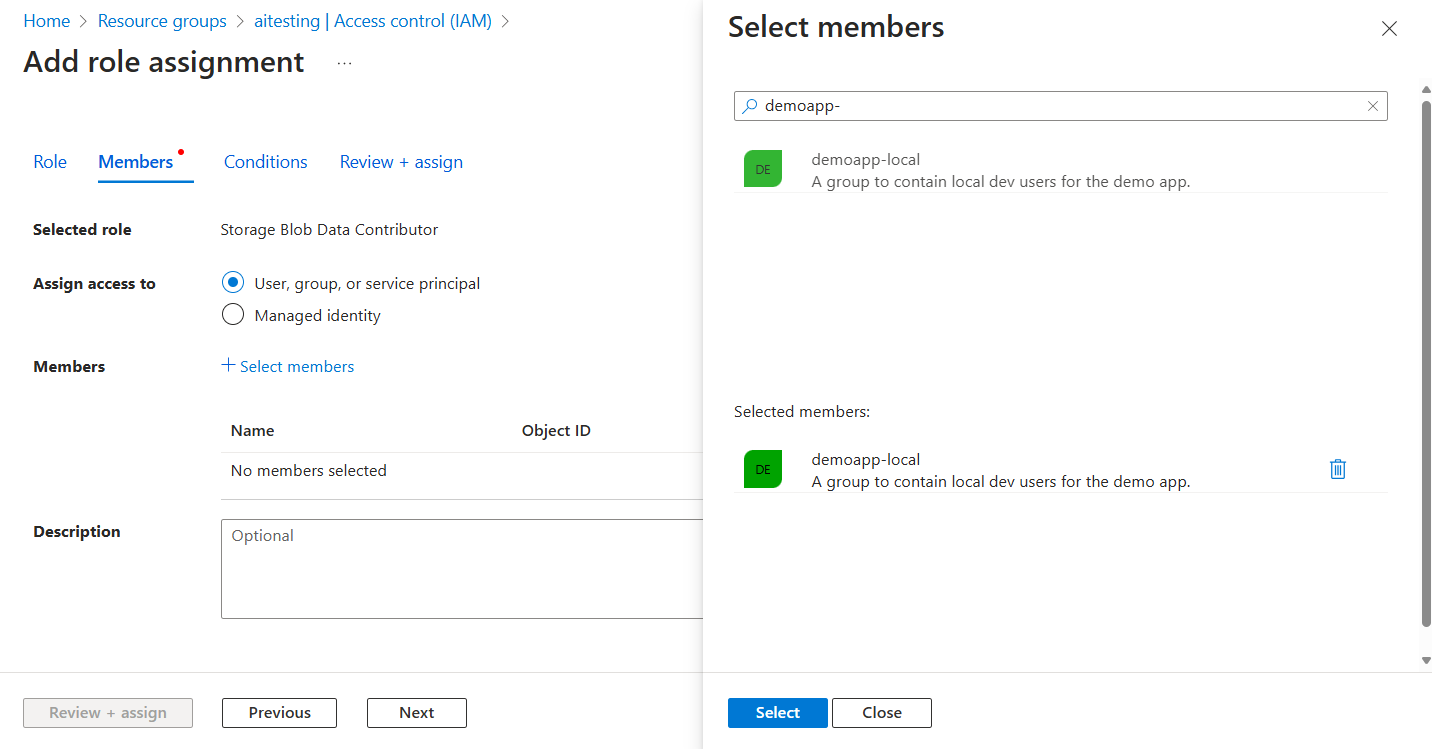 Home > Resource groups > aitesting | Access control (IAM) >
Add role assignment ...
Role Members Conditions Review + assign
Selected role Storage Blob Data Contributor
Assign access to User, group, or service principal
Managed identity
Members + Select members
Name Object ID
No members selected
Description Optional
Review + assign Previous Next
Select members
demoapp-
DE demoapp-local
A group to contain local dev users for the demo app.
Selected members:
DE demoapp-local
A group to contain local dev users for the demo app.
Select Close